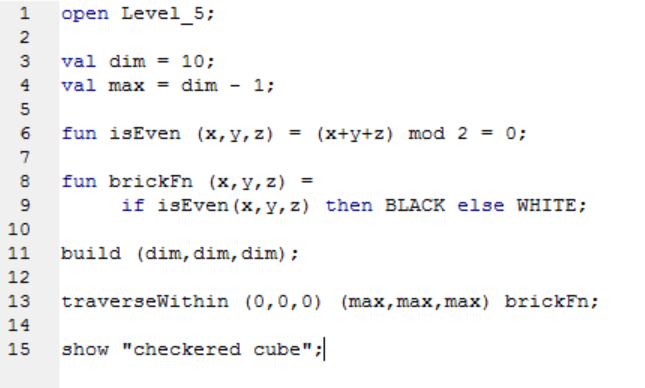 1 open Level_5;
2
3 val dim = 10;
4 val max = dim - 1;
5
6 fun isEven (x,y,z) = (x+y+z) mod 2 = 0;
7
8 fun brickFn (x,y,z) =
9 if isEven(x,y,z) then BLACK else WHITE;
10
11 build (dim,dim,dim);
12
13 traverseWithin (0,0,0) (max,max,max) brickFn;
14
15 show "checkered cube";